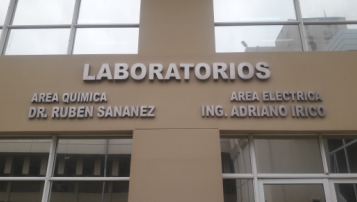 LABORATORIOS
AREA QUIMICA
DR. RUBEN SANANEZ
AREA ELECTRICA
ING. ADRIANO IRICO